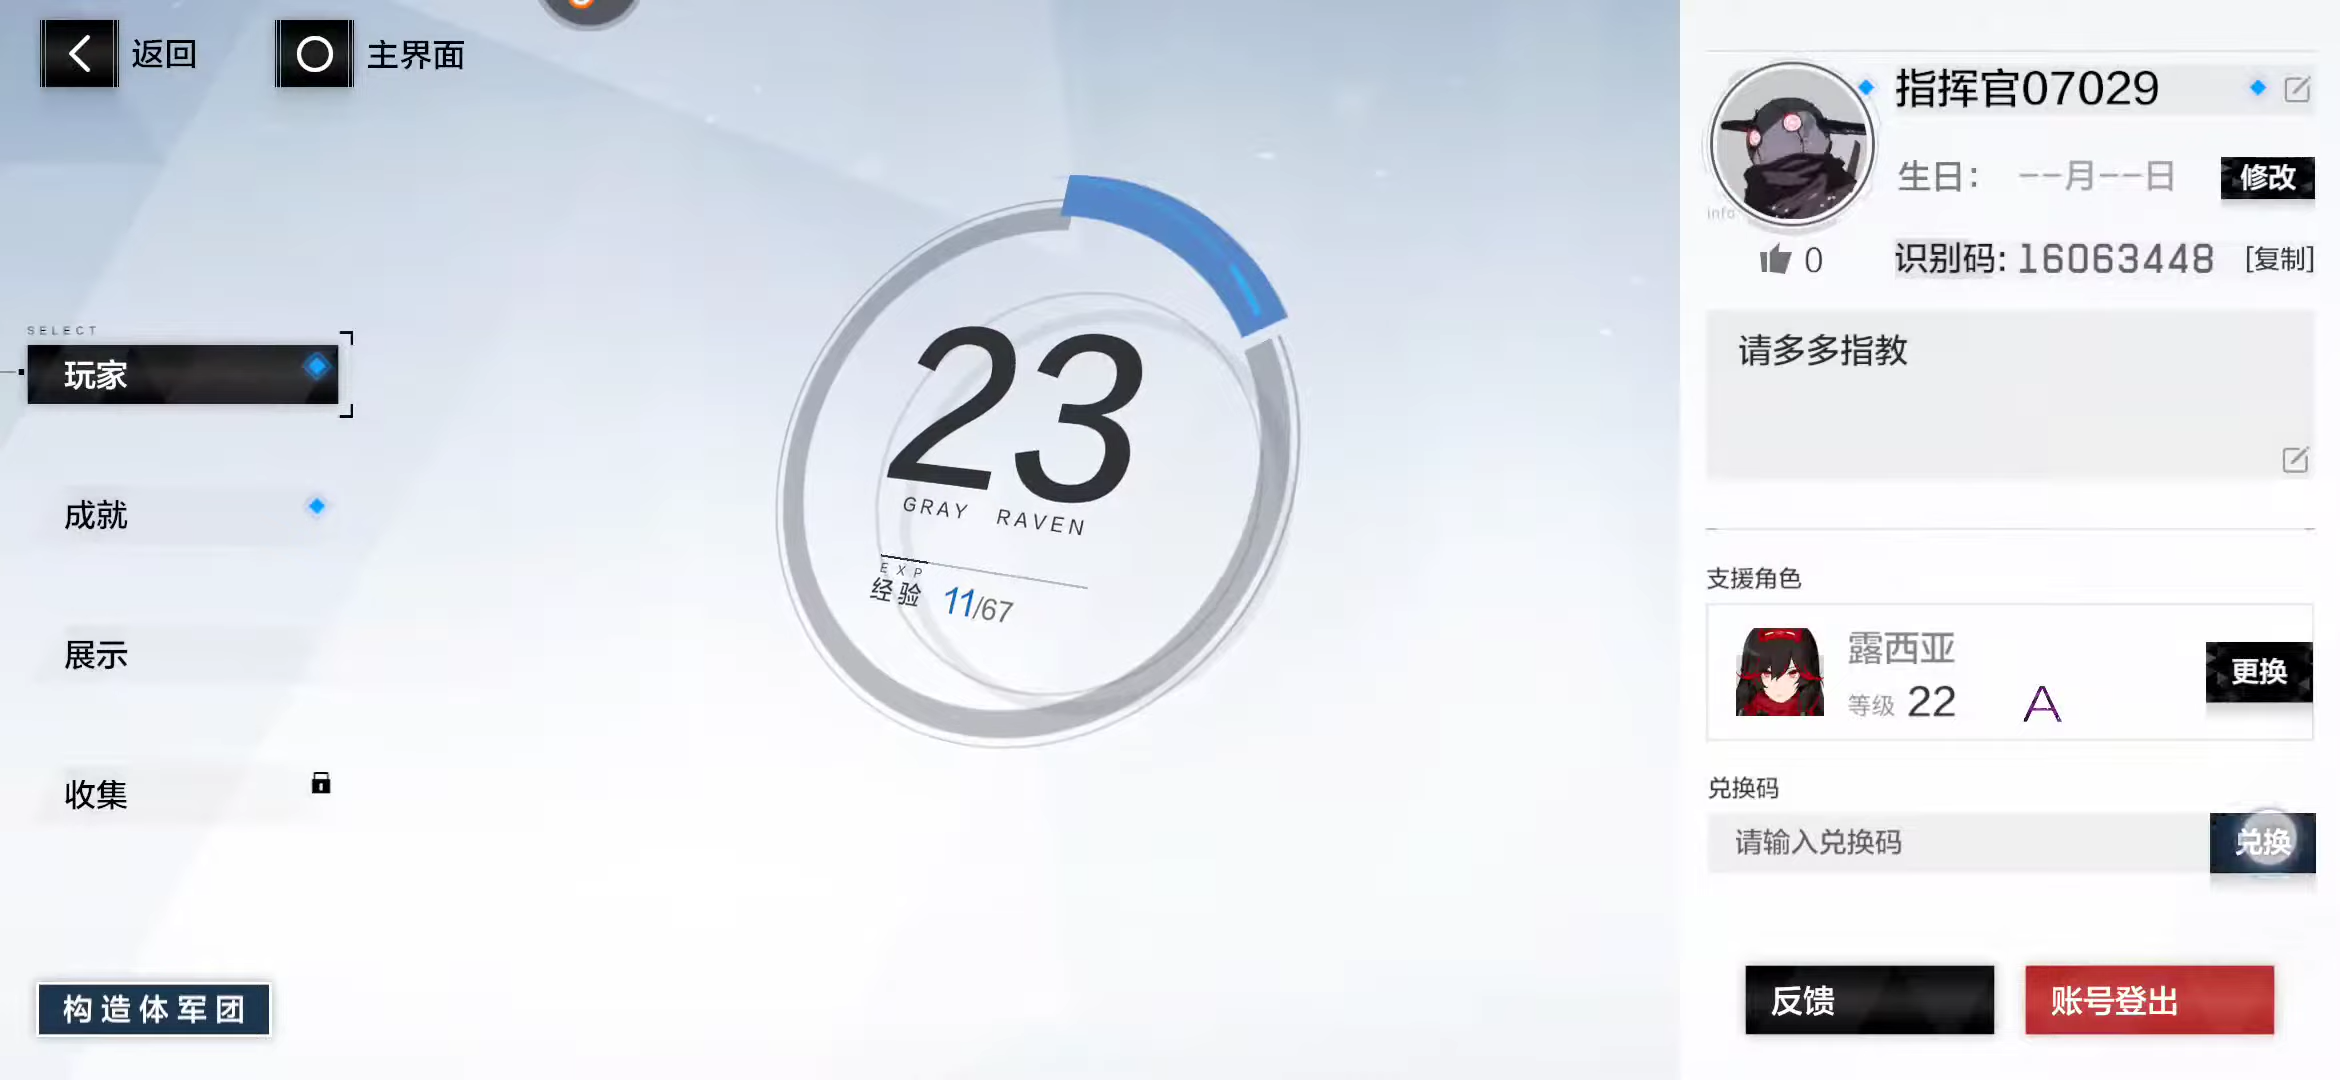 返回
主界面
SELECT
玩家
成就
展示
收集
构造体军团
23
GRAY RAVEN
EXP
经验 11/67
指挥官07029
生日: --月--日 修改
info
0
识别码: 16063448 [复制]
请多多指教
支援角色
露西亚
等级 22 A
更换
兑换码
请输入兑换码 兑换
反馈
账号登出